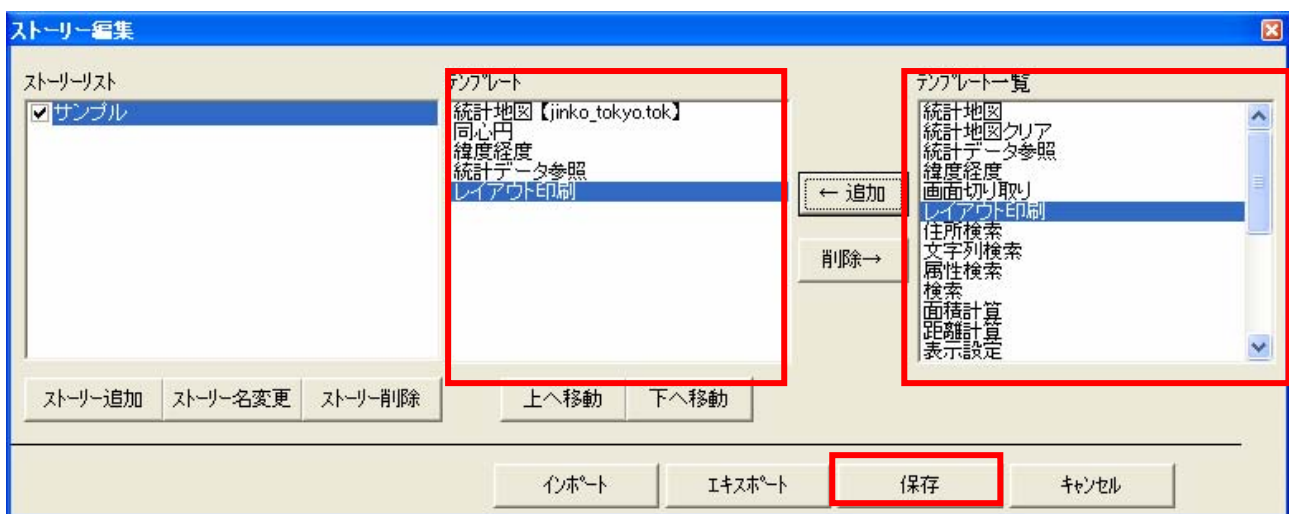 ストーリー編集
ストーリーリスト
サンプル
テンプレート
統計地図【jinko_tokyo.tok】
同心円
緯度経度
統計データ参照
レイアウト印刷
← 追加
削除→
テンプレート一覧
統計地図
統計地図クリア
統計データ参照
緯度経度
画面切り取り
レイアウト印刷
住所検索
文字列検索
属性検索
検索
面積計算
距離計算
表示設定
ストーリー追加
ストーリー名変更
ストーリー削除
上へ移動
下へ移動
インポート
エキスポート
保存
キャンセル